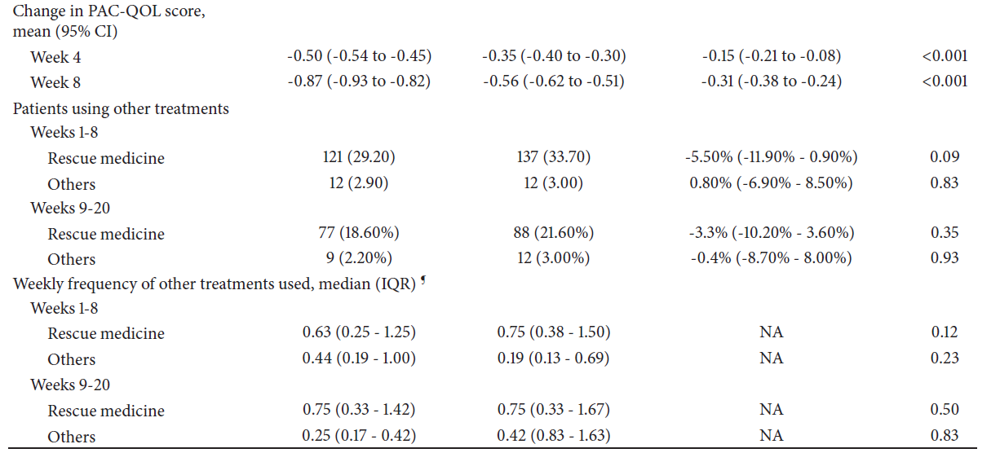 Change in PAC-QOL score,
mean (95% CI)
Week 4 -0.50 (-0.54 to -0.45) -0.35 (-0.40 to -0.30) -0.15 (-0.21 to -0.08) <0.001
Week 8 -0.87 (-0.93 to -0.82) -0.56 (-0.62 to -0.51) -0.31 (-0.38 to -0.24) <0.001
Patients using other treatments
Weeks 1-8
Rescue medicine 121 (29.20) 137 (33.70) -5.50% (-11.90% - 0.90%) 0.09
Others 12 (2.90) 12 (3.00) 0.80% (-6.90% - 8.50%) 0.83
Weeks 9-20
Rescue medicine 77 (18.60%) 88 (21.60%) -3.3% (-10.20% - 3.60%) 0.35
Others 9 (2.20%) 12 (3.00%) -0.4% (-8.70% - 8.00%) 0.93
Weekly frequency of other treatments used, median (IQR) ¶
Weeks 1-8
Rescue medicine 0.63 (0.25 - 1.25) 0.75 (0.38 - 1.50) NA 0.12
Others 0.44 (0.19 - 1.00) 0.19 (0.13 - 0.69) NA 0.23
Weeks 9-20
Rescue medicine 0.75 (0.33 - 1.42) 0.75 (0.33 - 1.67) NA 0.50
Others 0.25 (0.17 - 0.42) 0.42 (0.83 - 1.63) NA 0.83